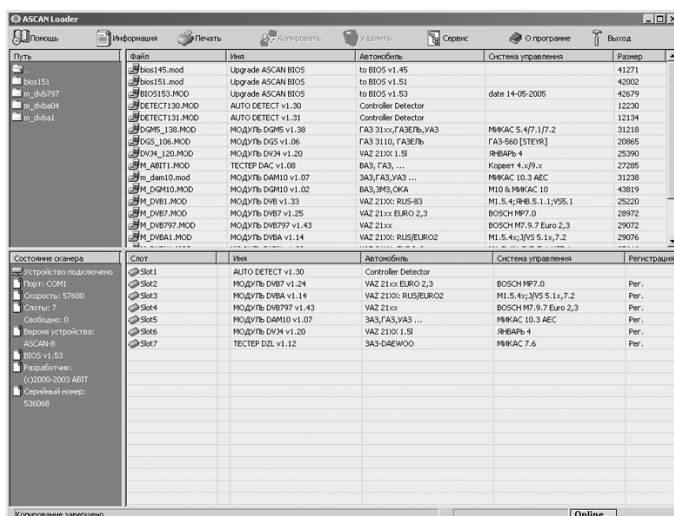 ASCAN Loader
Помощь Информация Печать Копировать Удалить Сервис О программе Выход
Путь
..
bios151
m_dvb797
m_dvba04
m_dvba1
Файл Имя Автомобиль Система управления Размер
bios145.mod Upgrade ASCAN BIOS to BIOS v1.45 41271
bios151.mod Upgrade ASCAN BIOS to BIOS v1.51 42002
BIOS153.MOD Upgrade ASCAN BIOS to BIOS v1.53 date 14-05-2005 42679
DETECT130.MOD AUTO DETECT v1.30 Controller Detector 12230
DETECT131.MOD AUTO DETECT v1.31 Controller Detector 12134
DGM5_138.MOD МОДУЛЬ DGM5 v1.38 ГАЗ 31xx,ГАЗЕЛЬ,УАЗ МИКАС 5.4/7.1/7.2 31218
DGS_106.MOD МОДУЛЬ DGS v1.06 ГАЗ 3110, ГАЗЕЛЬ ГАЗ-560 [STEYR] 20865
DVJ4_120.MOD МОДУЛЬ DVJ4 v1.20 VAZ 21XX 1.5l ЯНВАРЬ 4 25390
M_ABIT1.MOD ТЕСТЕР DAC v1.08 ВАЗ, ГАЗ, ... Корвет 4.x/9.x 27285
m_dam10.mod МОДУЛЬ DAM10 v1.07 ЗАЗ,ГАЗ,УАЗ ... МИКАС 10.3 АЕС 31238
M_DGM10.MOD МОДУЛЬ DGM10 v1.02 ВАЗ,ЗМЗ,ОКА M10 & МИКАС 10 43819
M_DVB1.MOD МОДУЛЬ DVB v1.33 VAZ 21XX: RUS-83 M1.5.4;ЯНВ.5.1.1;VS5.1 25220
M_DVB7.MOD МОДУЛЬ DVB7 v1.25 VAZ 21xx EURO 2,3 BOSCH MP7.0 28972
M_DVB797.MOD МОДУЛЬ DVB797 v1.43 VAZ 21xx BOSCH M7.9.7 Euro 2,3 29072
M_DVBA1.MOD МОДУЛЬ DVBA v1.14 VAZ 21XX: RUS/EURO2 M1.5.4x;J/VS 5.1x,7.2 29076
Состояние сканера
Устройство подключено
Порт: COM1
Скорость: 57600
Слоты: 7
Свободно: 0
Версия устройства:
ASCAN-8
BIOS v1.53
Разработчик:
(c)2000-2003 ABIT
Серийный номер:
536068
Слот Имя Автомобиль Система управления Регистрация
Slot1 AUTO DETECT v1.30 Controller Detector
Slot2 МОДУЛЬ DVB7 v1.24 VAZ 21xx EURO 2,3 BOSCH MP7.0 Рег.
Slot3 МОДУЛЬ DVBA v1.14 VAZ 21XX: RUS/EURO2 M1.5.4x;J/VS 5.1x,7.2 Рег.
Slot4 МОДУЛЬ DVB797 v1.43 VAZ 21xx BOSCH M7.9.7 Euro 2,3 Рег.
Slot5 МОДУЛЬ DAM10 v1.07 ЗАЗ,ГАЗ,УАЗ ... МИКАС 10.3 АЕС Рег.
Slot6 МОДУЛЬ DVJ4 v1.20 VAZ 21XX 1.5l ЯНВАРЬ 4 Рег.
Slot7 ТЕСТЕР DZL v1.12 ЗАЗ-DAEWOO МИКАС 7.6 Рег.
Копирование завершено Online